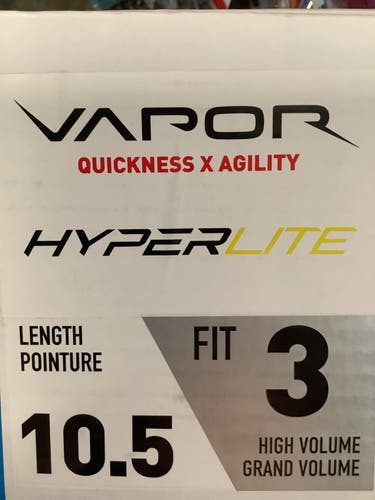 VAPOR
QUICKNESS X AGILITY
HYPERLITE
LENGTH
POINTURE
10.5
FIT 3
HIGH VOLUME
GRAND VOLUME